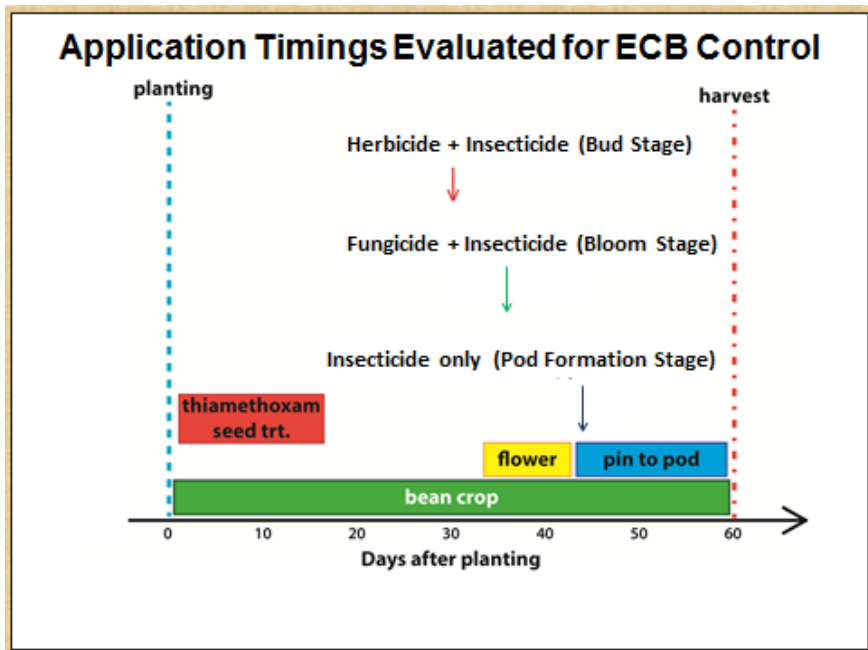 Application Timings Evaluated for ECB Control
planting
harvest
Herbicide + Insecticide (Bud Stage)
Fungicide + Insecticide (Bloom Stage)
Insecticide only (Pod Formation Stage)
thiamethoxam
seed trt.
flower
pin to pod
bean crop
0 10 20 30 40 50 60
Days after planting